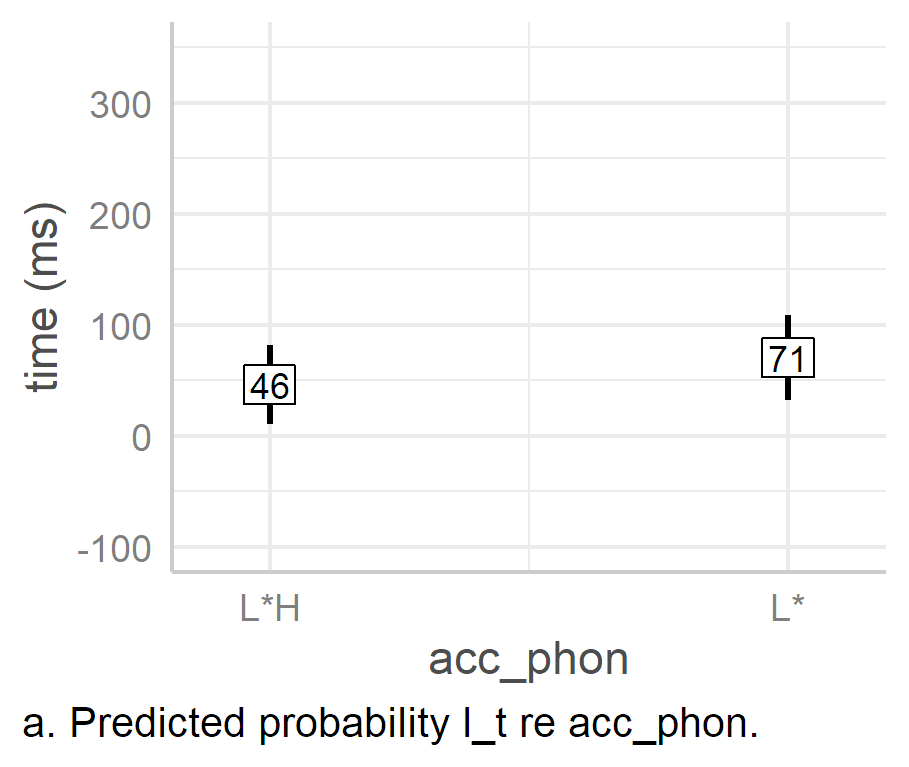 300
200
100
0
-100
time (ms)
46
71
L*H
L*
acc_phon
a. Predicted probability l_t re acc_phon.